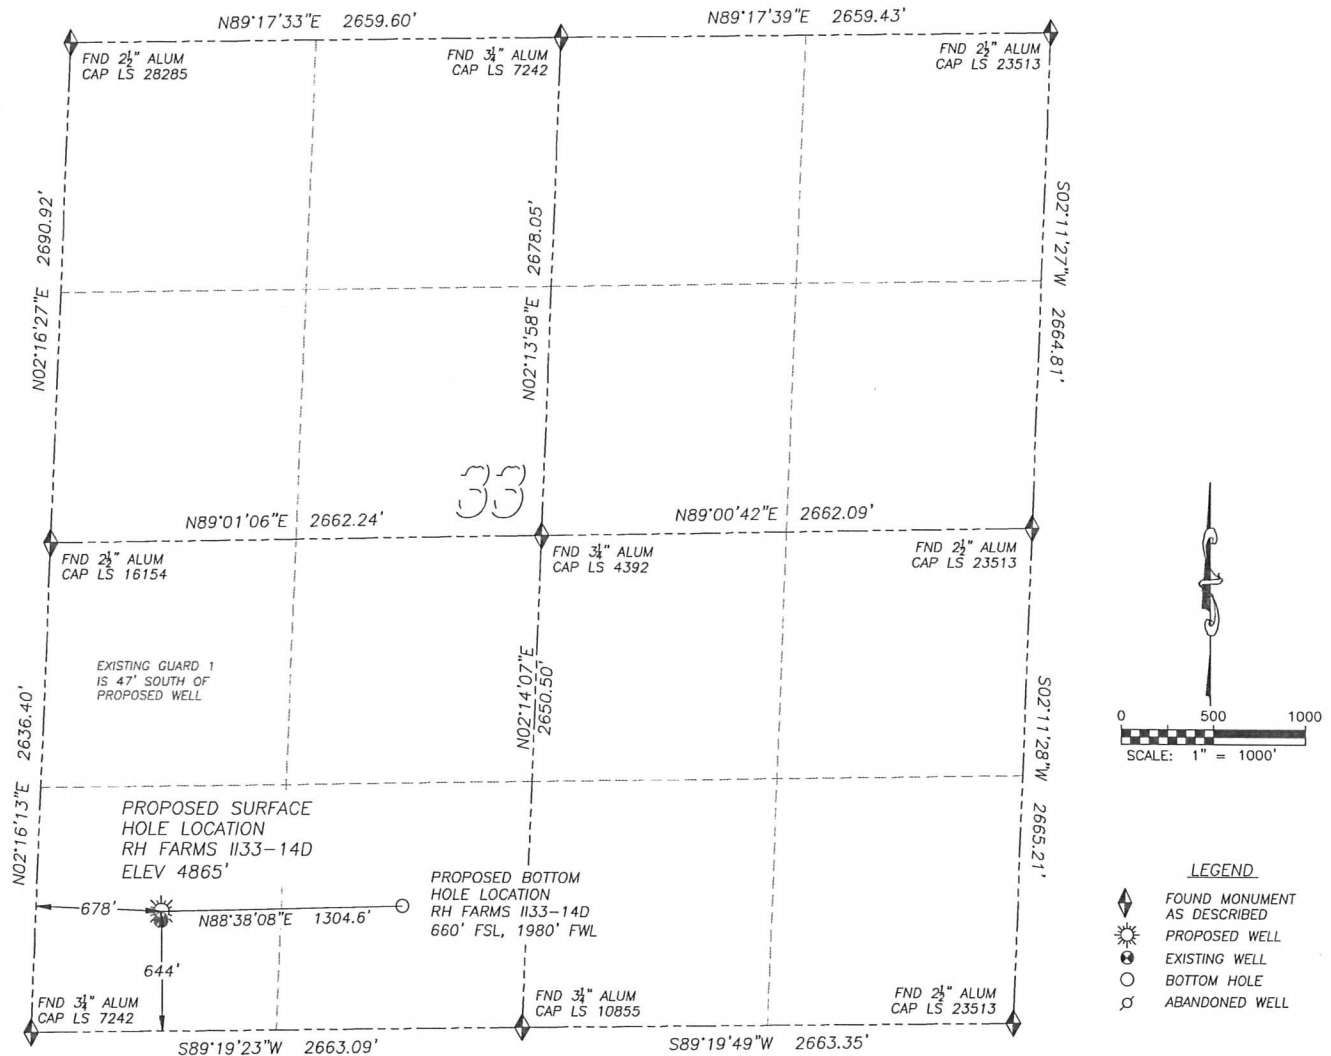 N89°17'33"E 2659.60'
N89°17'39"E 2659.43'
FND 2½" ALUM
CAP LS 28285
FND 3¼" ALUM
CAP LS 7242
FND 2½" ALUM
CAP LS 23513
N02°16'27"E 2690.92'
N02°13'58"E 2678.05'
S02°11'27"W 2664.81'
33
N89°01'06"E 2662.24'
N89°00'42"E 2662.09'
FND 2½" ALUM
CAP LS 16154
FND 3¼" ALUM
CAP LS 4392
FND 2½" ALUM
CAP LS 23513
EXISTING GUARD 1
IS 47' SOUTH OF
PROPOSED WELL
N02°16'13"E 2636.40'
N02°14'07"E
2650.50'
S02°11'28"W 2665.21'
0 500 1000
SCALE: 1" = 1000'
PROPOSED SURFACE
HOLE LOCATION
RH FARMS II33-14D
ELEV 4865'
PROPOSED BOTTOM
HOLE LOCATION
RH FARMS II33-14D
660' FSL, 1980' FWL
678'
N88°38'08"E 1304.6'
644'
LEGEND
FOUND MONUMENT
AS DESCRIBED
PROPOSED WELL
EXISTING WELL
BOTTOM HOLE
ABANDONED WELL
FND 3¼" ALUM
CAP LS 7242
FND 3¼" ALUM
CAP LS 10855
FND 2½" ALUM
CAP LS 23513
S89°19'23"W 2663.09'
S89°19'49"W 2663.35'